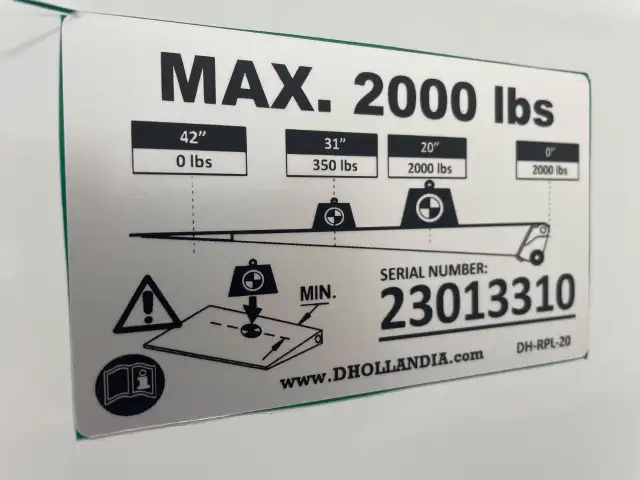 MAX. 2000 lbs
42" 31" 20" 0"
0 lbs 350 lbs 2000 lbs 2000 lbs
SERIAL NUMBER:
MIN.
23013310
www.DHOLLANDIA.com
DH-RPL-20